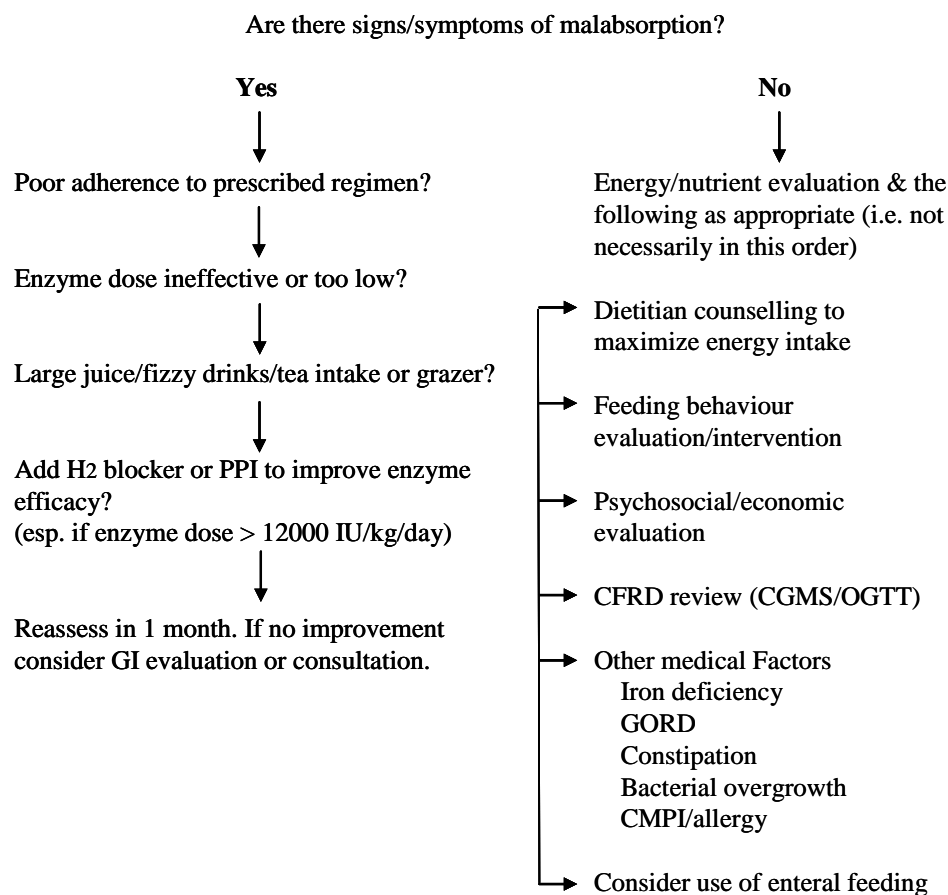 Are there signs/symptoms of malabsorption?
Yes
Poor adherence to prescribed regimen?
Enzyme dose ineffective or too low?
Large juice/fizzy drinks/tea intake or grazer?
Add H2 blocker or PPI to improve enzyme
efficacy?
(esp. if enzyme dose > 12000 IU/kg/day)
Reassess in 1 month. If no improvement
consider GI evaluation or consultation.
No
Energy/nutrient evaluation & the
following as appropriate (i.e. not
necessarily in this order)
Dietitian counselling to
maximize energy intake
Feeding behaviour
evaluation/intervention
Psychosocial/economic
evaluation
CFRD review (CGMS/OGTT)
Other medical Factors
Iron deficiency
GORD
Constipation
Bacterial overgrowth
CMPI/allergy
Consider use of enteral feeding